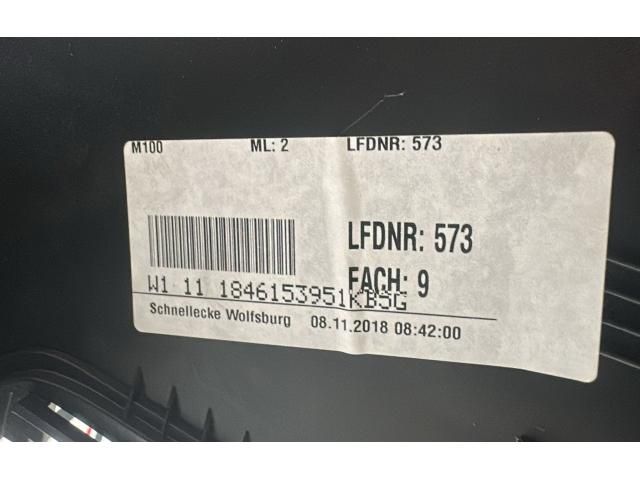 M100 ML: 2 LFDNR: 573
LFDNR: 573
FACH: 9
W1 11 1846153951KBSG
Schnellecke Wolfsburg 08.11.2018 08:42:00